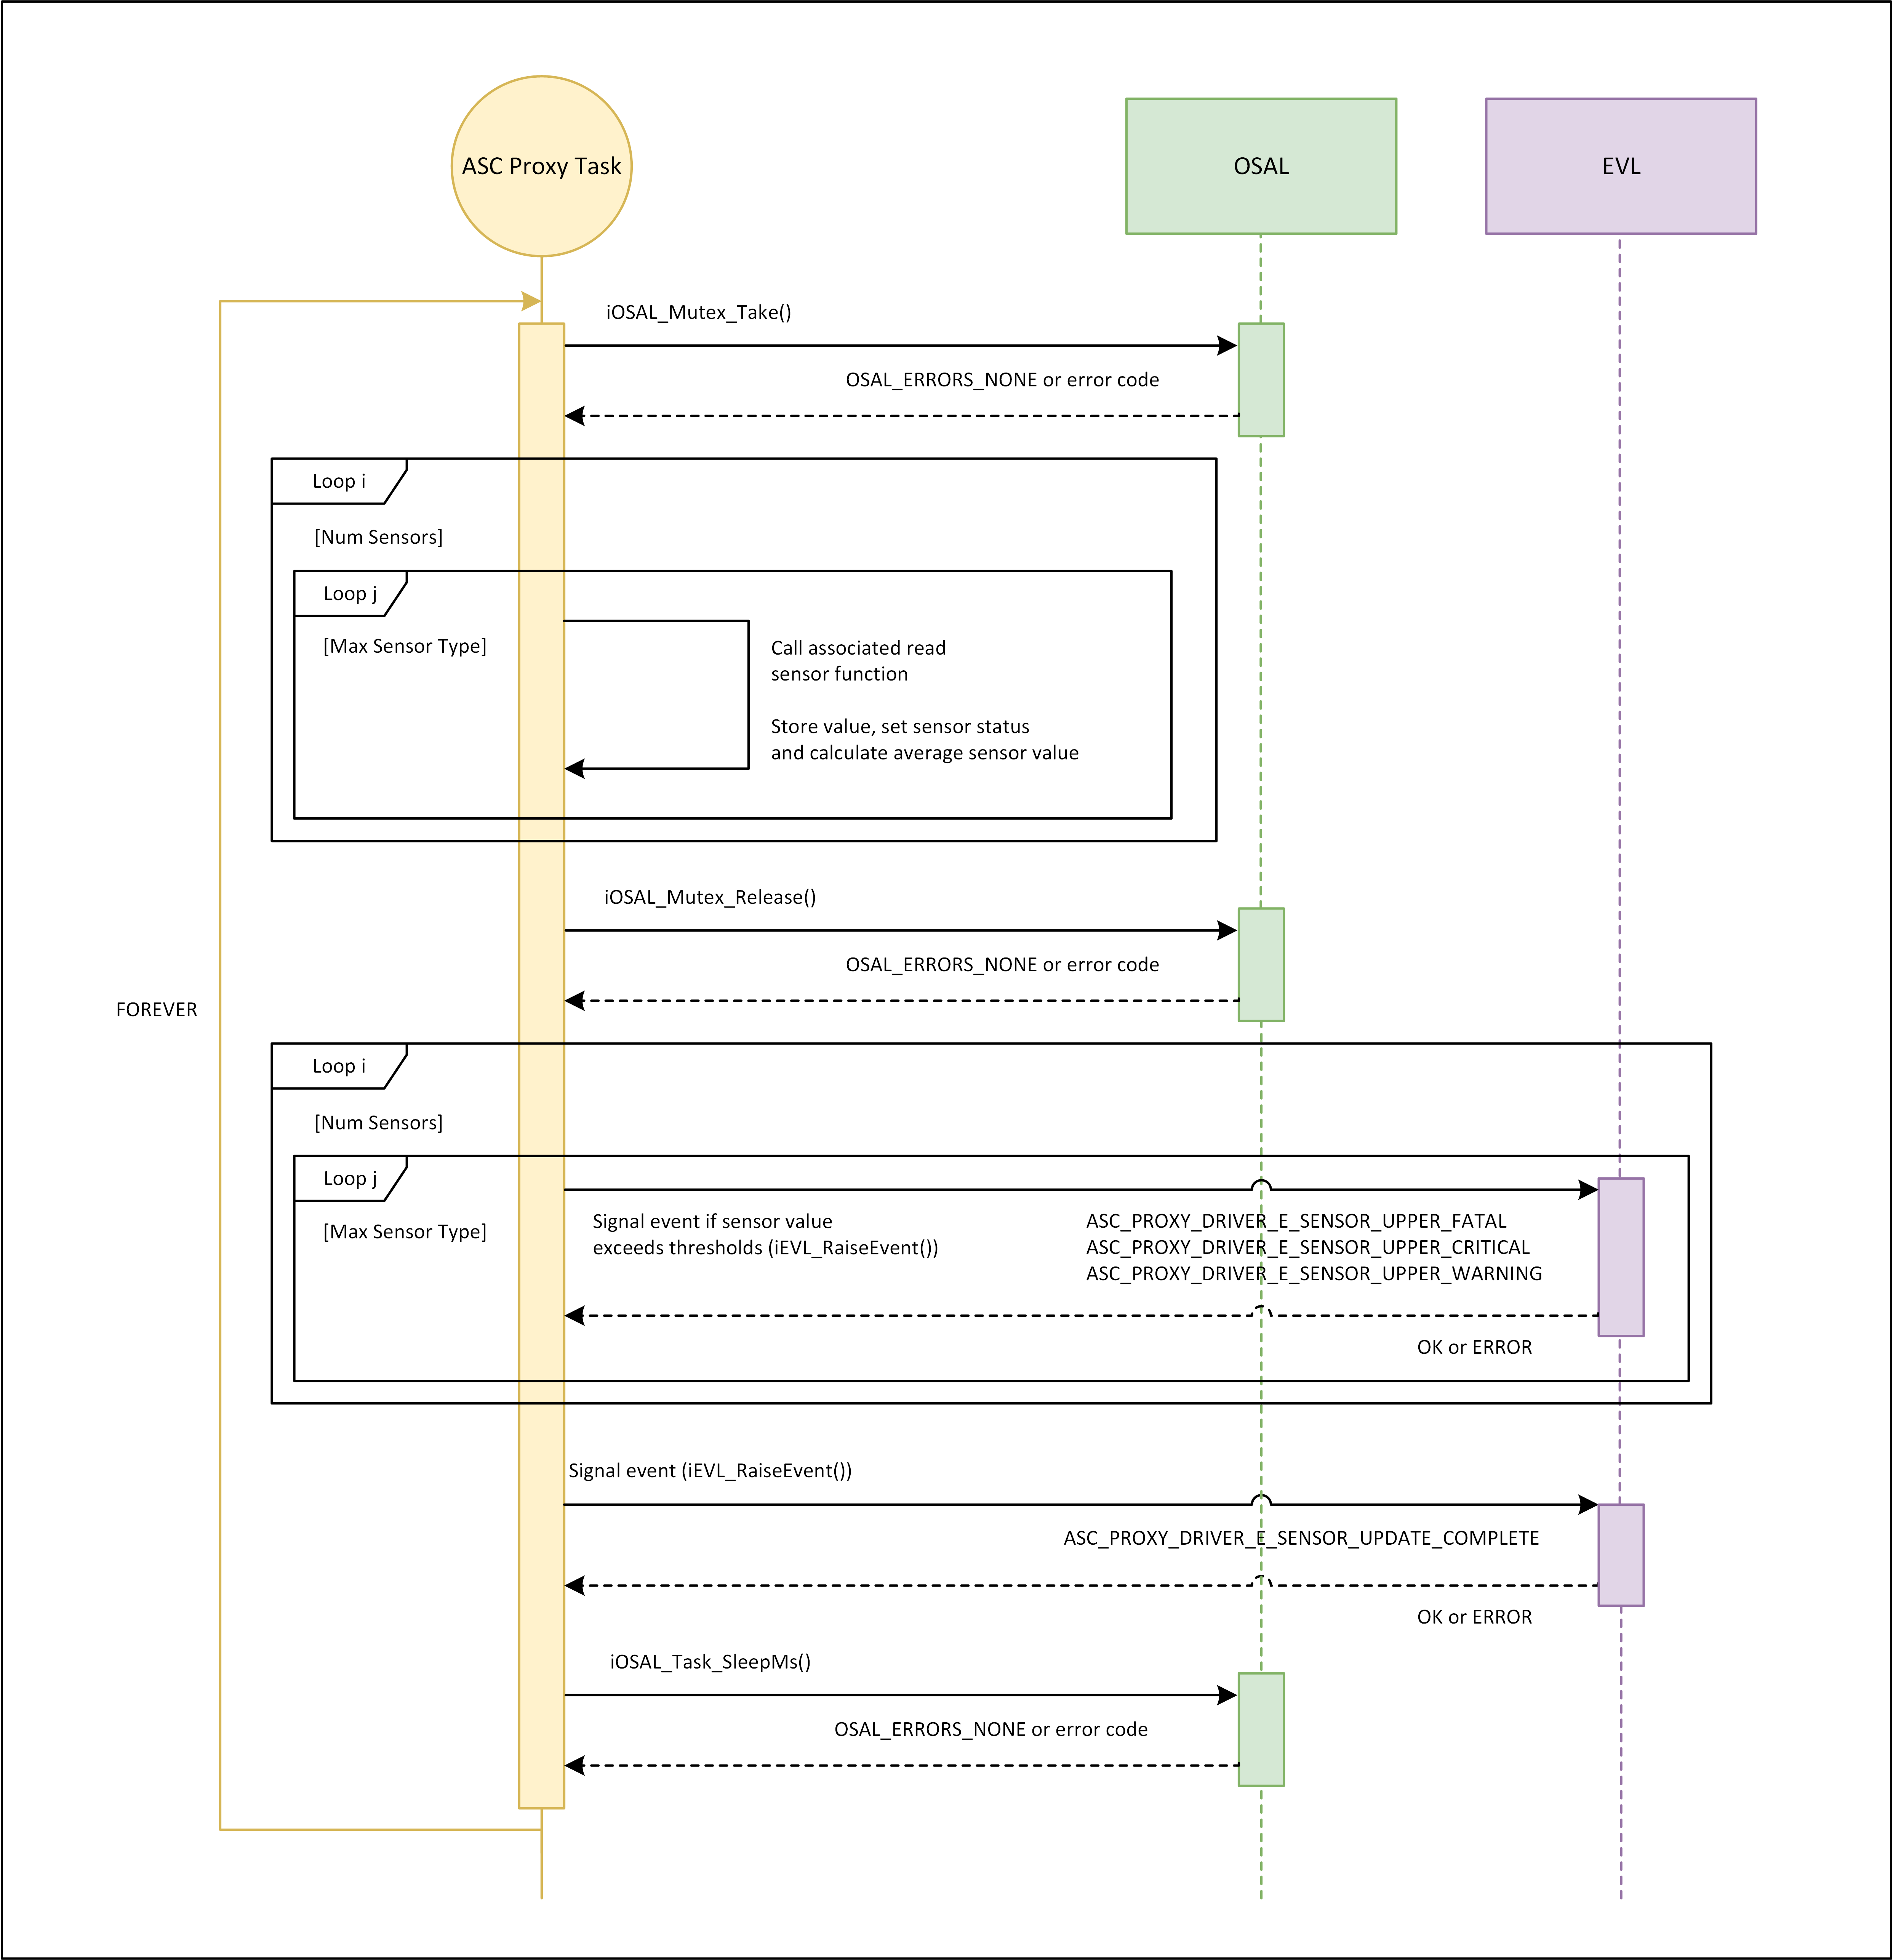 ASC Proxy Task
OSAL
EVL
iOSAL_Mutex_Take()
OSAL_ERRORS_NONE or error code
Loop i
[Num Sensors]
Loop j
[Max Sensor Type]
Call associated read
sensor function
Store value, set sensor status
and calculate average sensor value
iOSAL_Mutex_Release()
OSAL_ERRORS_NONE or error code
FOREVER
Loop i
[Num Sensors]
Loop j
[Max Sensor Type]
Signal event if sensor value
exceeds thresholds (iEVL_RaiseEvent())
ASC_PROXY_DRIVER_E_SENSOR_UPPER_FATAL
ASC_PROXY_DRIVER_E_SENSOR_UPPER_CRITICAL
ASC_PROXY_DRIVER_E_SENSOR_UPPER_WARNING
OK or ERROR
Signal event (iEVL_RaiseEvent())
ASC_PROXY_DRIVER_E_SENSOR_UPDATE_COMPLETE
OK or ERROR
iOSAL_Task_SleepMs()
OSAL_ERRORS_NONE or error code